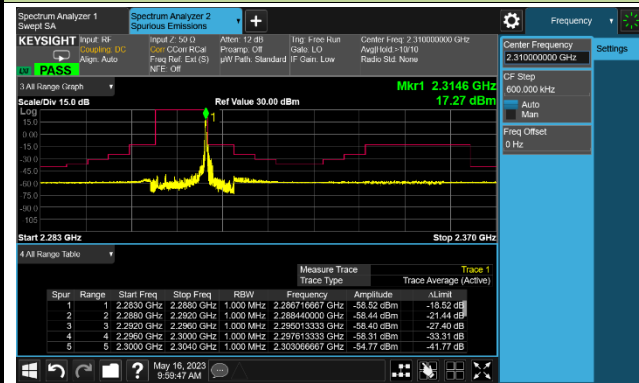 Spectrum Analyzer 1
Swept SA
Spectrum Analyzer 2
Spurious Emissions
+
Frequency
KEYSIGHT
Input: RF
Coupling: DC
Align: Auto
Input Z: 50 Ω
Corr CCorr RCal
Freq Ref: Ext (S)
NFE: Off
Atten: 12 dB
Preamp: Off
µW Path: Standard
Trig: Free Run
Gate: LO
IF Gain: Low
Center Freq: 2.310000000 GHz
Avg|Hold:>10/10
Radio Std: None
PASS
Center Frequency
2.310000000 GHz
Settings
CF Step
600.000 kHz
Auto
Man
Freq Offset
0 Hz
3 All Range Graph
Mkr1 2.3146 GHz
17.27 dBm
Scale/Div 15.0 dB
Ref Value 30.00 dBm
Log
15.0
0.00
-15.0
-30.0
-45.0
-60.0
-75.0
-90.0
-105
1
Start 2.283 GHz
Stop 2.370 GHz
4 All Range Table
Measure Trace Trace 1
Trace Type Trace Average (Active)
Spur Range Start Freq Stop Freq RBW Frequency Amplitude ΔLimit
1 1 2.2830 GHz 2.2880 GHz 1.000 MHz 2.286716667 GHz -58.52 dBm -18.52 dB
2 2 2.2880 GHz 2.2920 GHz 1.000 MHz 2.288440000 GHz -58.44 dBm -21.44 dB
3 3 2.2920 GHz 2.2960 GHz 1.000 MHz 2.295013333 GHz -58.40 dBm -27.40 dB
4 4 2.2960 GHz 2.3000 GHz 1.000 MHz 2.297613333 GHz -58.31 dBm -33.31 dB
5 5 2.3000 GHz 2.3040 GHz 1.000 MHz 2.303066667 GHz -54.77 dBm -41.77 dB
?
May 16, 2023
9:59:47 AM